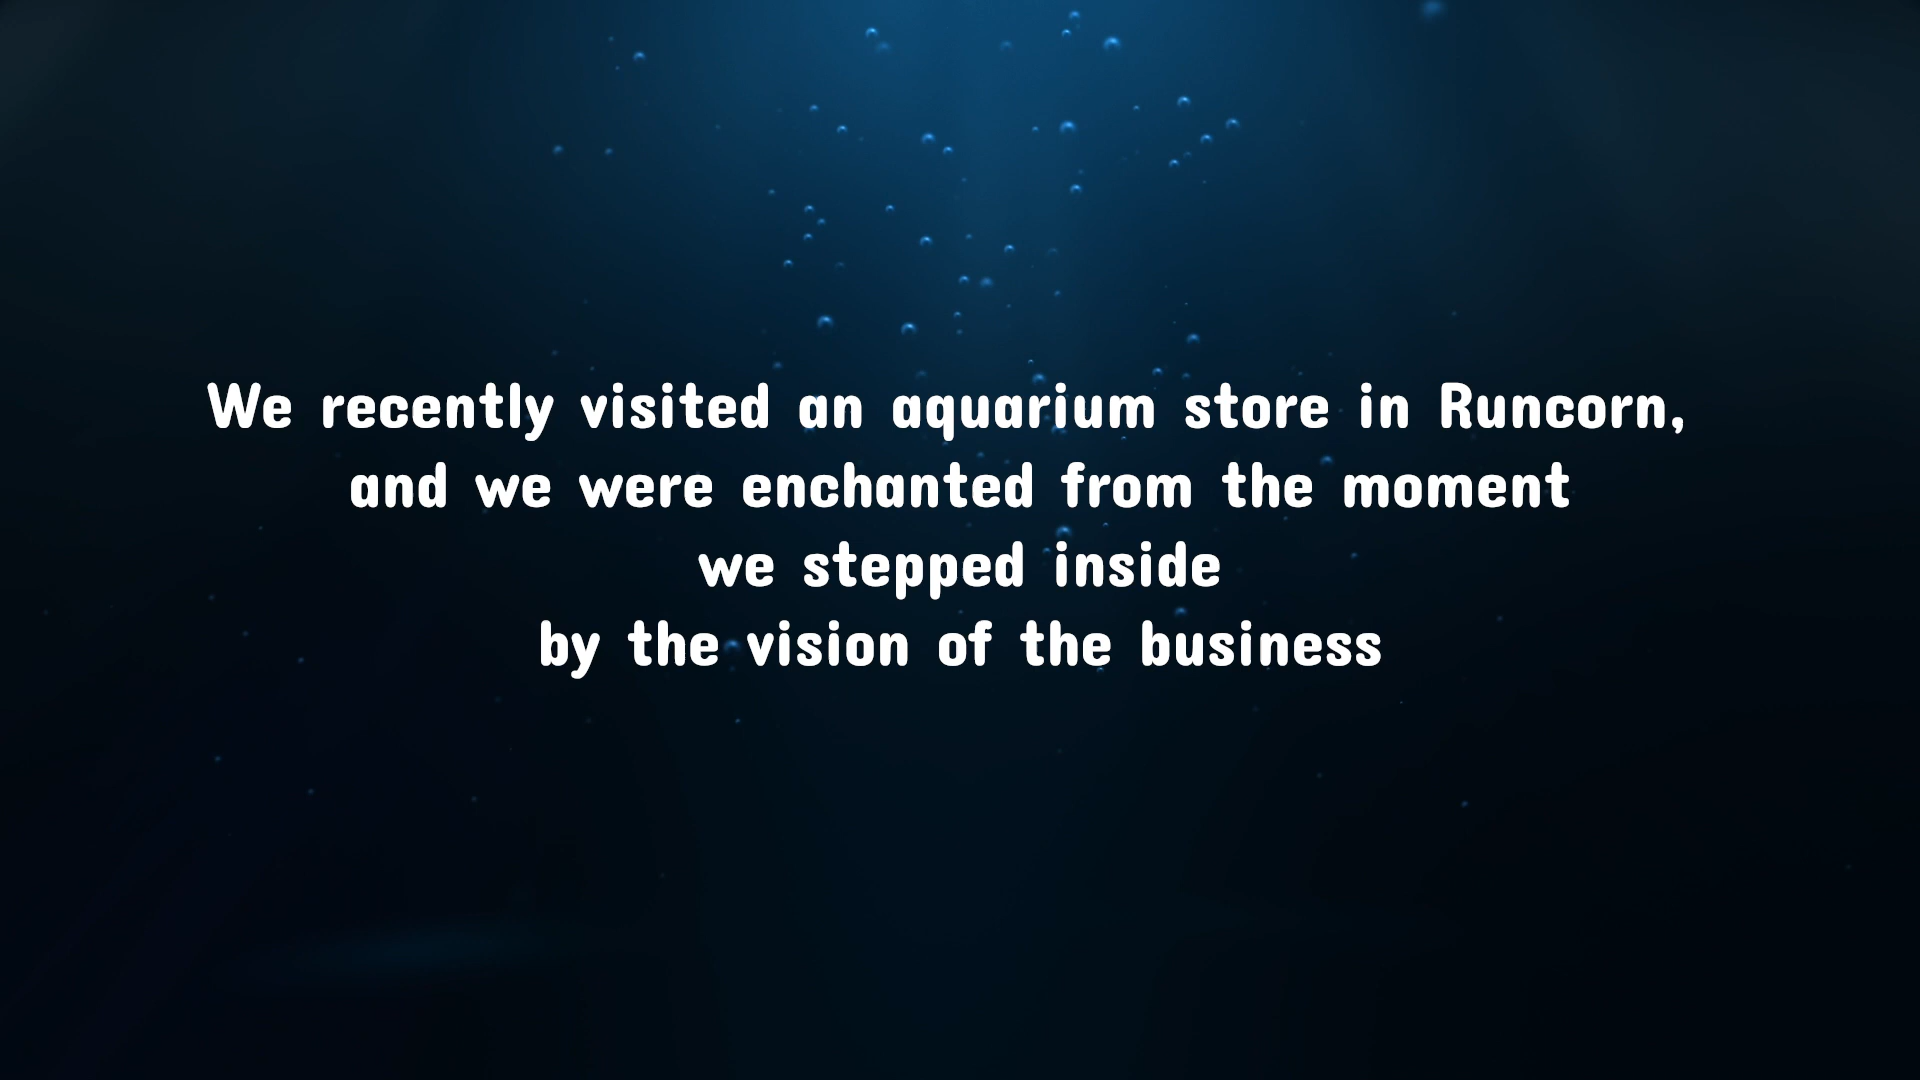 We recently visited an aquarium store in Runcorn,
and we were enchanted from the moment
we stepped inside
by the vision of the business